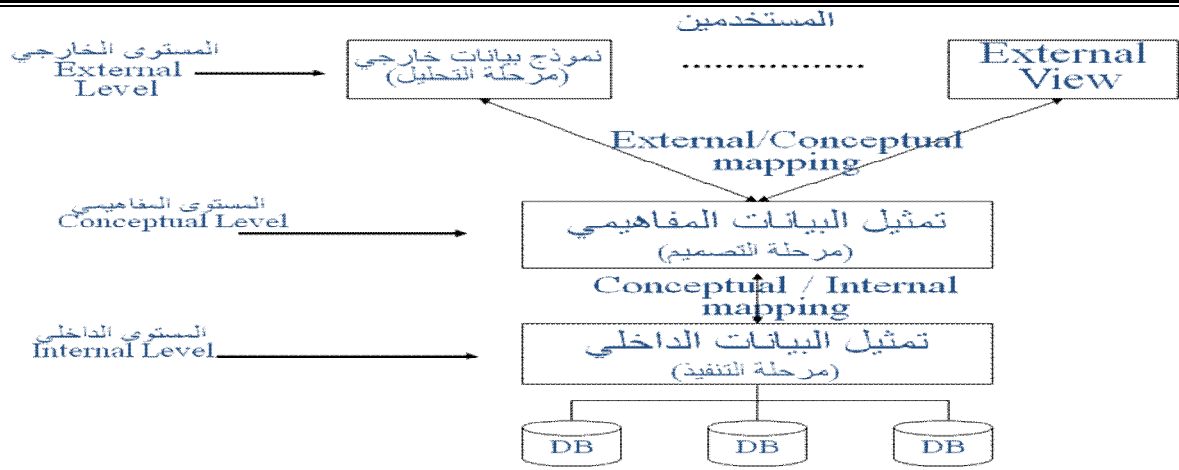 المستخدمين
المستوى الخارجي
External
Level
نموذج بيانات خارجي
(مرحلة التحليل)
External
View
External/Conceptual
mapping
المستوى المفاهيمي
Conceptual Level
تمثيل البيانات المفاهيمي
(مرحلة التصميم)
Conceptual / Internal
mapping
المستوى الداخلي
Internal Level
تمثيل البيانات الداخلي
(مرحلة التنفيذ)
DB
DB
DB